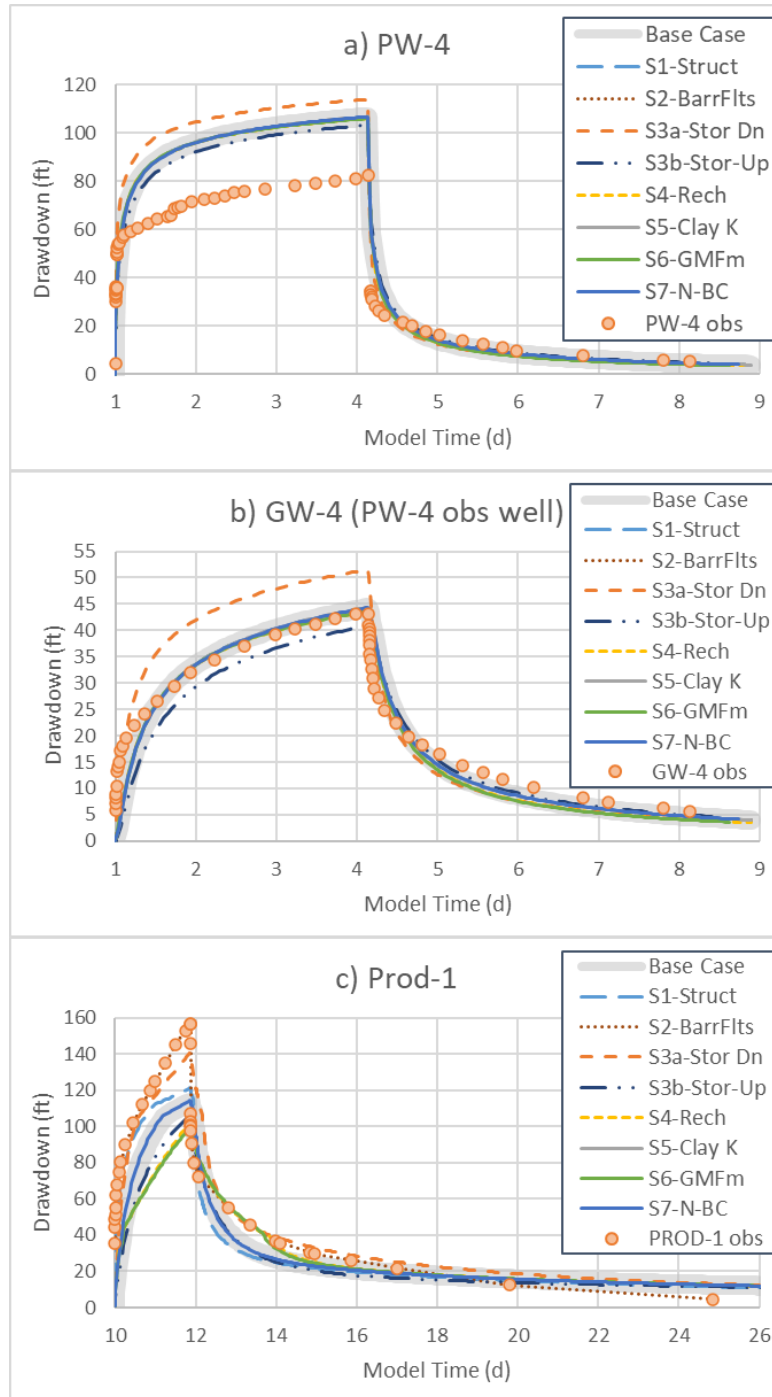 a) PW-4
Base Case
S1-Struct
S2-BarrFlts
S3a-Stor Dn
S3b-Stor-Up
S4-Rech
S5-Clay K
S6-GMFm
S7-N-BC
PW-4 obs
Drawdown (ft)
120
100
80
60
40
20
0
1 2 3 4 5 6 7 8 9
Model Time (d)
b) GW-4 (PW-4 obs well)
Base Case
S1-Struct
S2-BarrFlts
S3a-Stor Dn
S3b-Stor-Up
S4-Rech
S5-Clay K
S6-GMFm
S7-N-BC
GW-4 obs
Drawdown (ft)
55
50
45
40
35
30
25
20
15
10
5
0
1 2 3 4 5 6 7 8 9
Model Time (d)
c) Prod-1
Base Case
S1-Struct
S2-BarrFlts
S3a-Stor Dn
S3b-Stor-Up
S4-Rech
S5-Clay K
S6-GMFm
S7-N-BC
PROD-1 obs
Drawdown (ft)
160
140
120
100
80
60
40
20
0
10 12 14 16 18 20 22 24 26
Model Time (d)